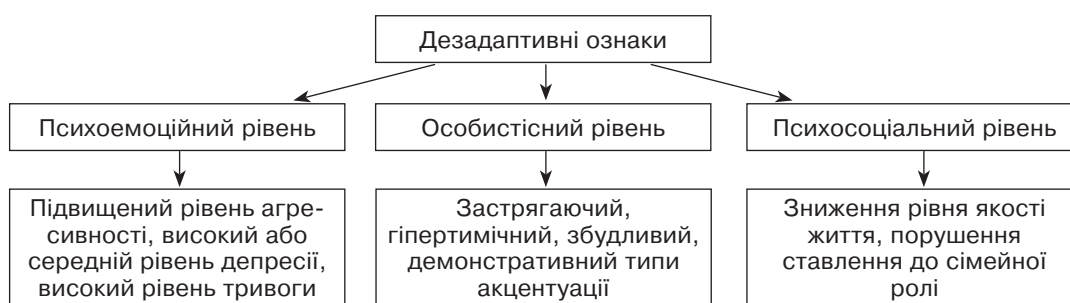 Дезадаптивні ознаки
Психоемоційний рівень
Особистісний рівень
Психосоціальний рівень
Підвищений рівень агре-
сивності, високий або
середній рівень депресії,
високий рівень тривоги
Застрягаючий,
гіпертимічний, збудливий,
демонстративний типи
акцентуації
Зниження рівня якості
життя, порушення
ставлення до сімейної
ролі